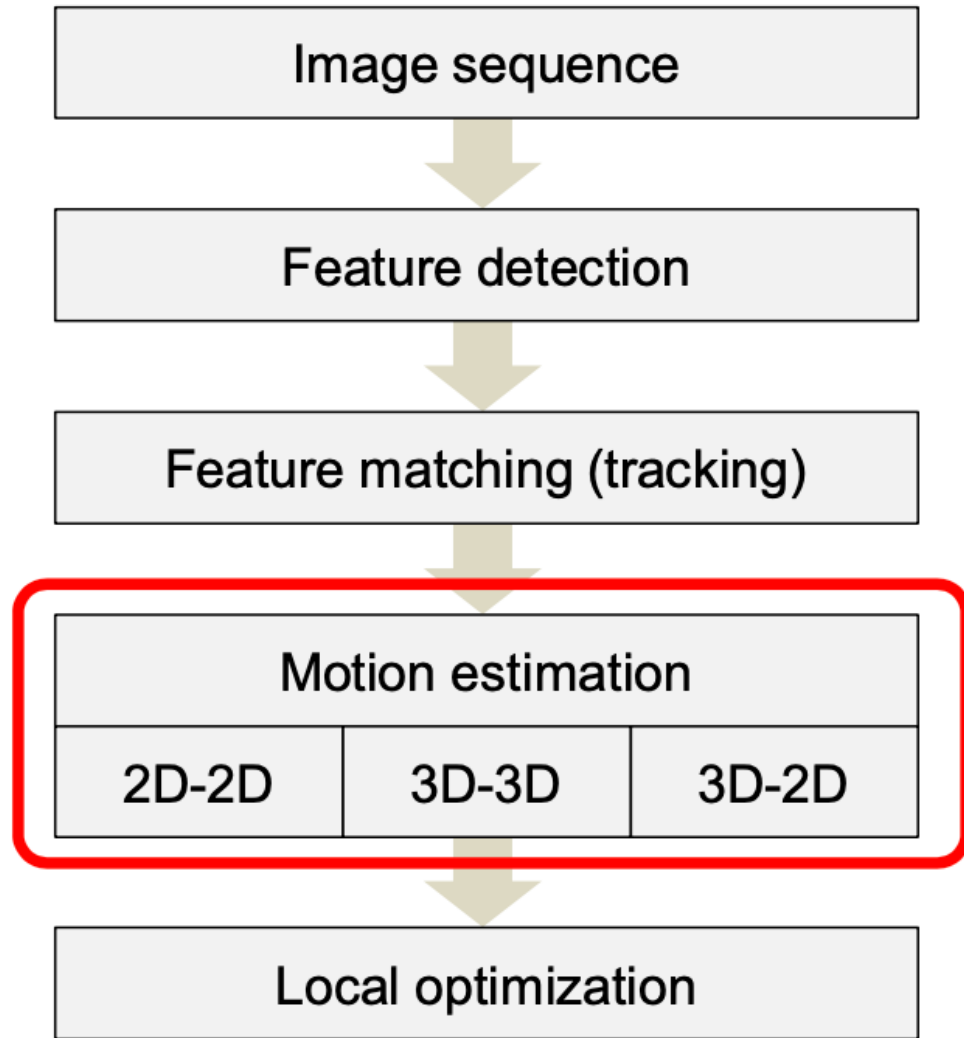 Image sequence
Feature detection
Feature matching (tracking)
Motion estimation
2D-2D 3D-3D 3D-2D
Local optimization